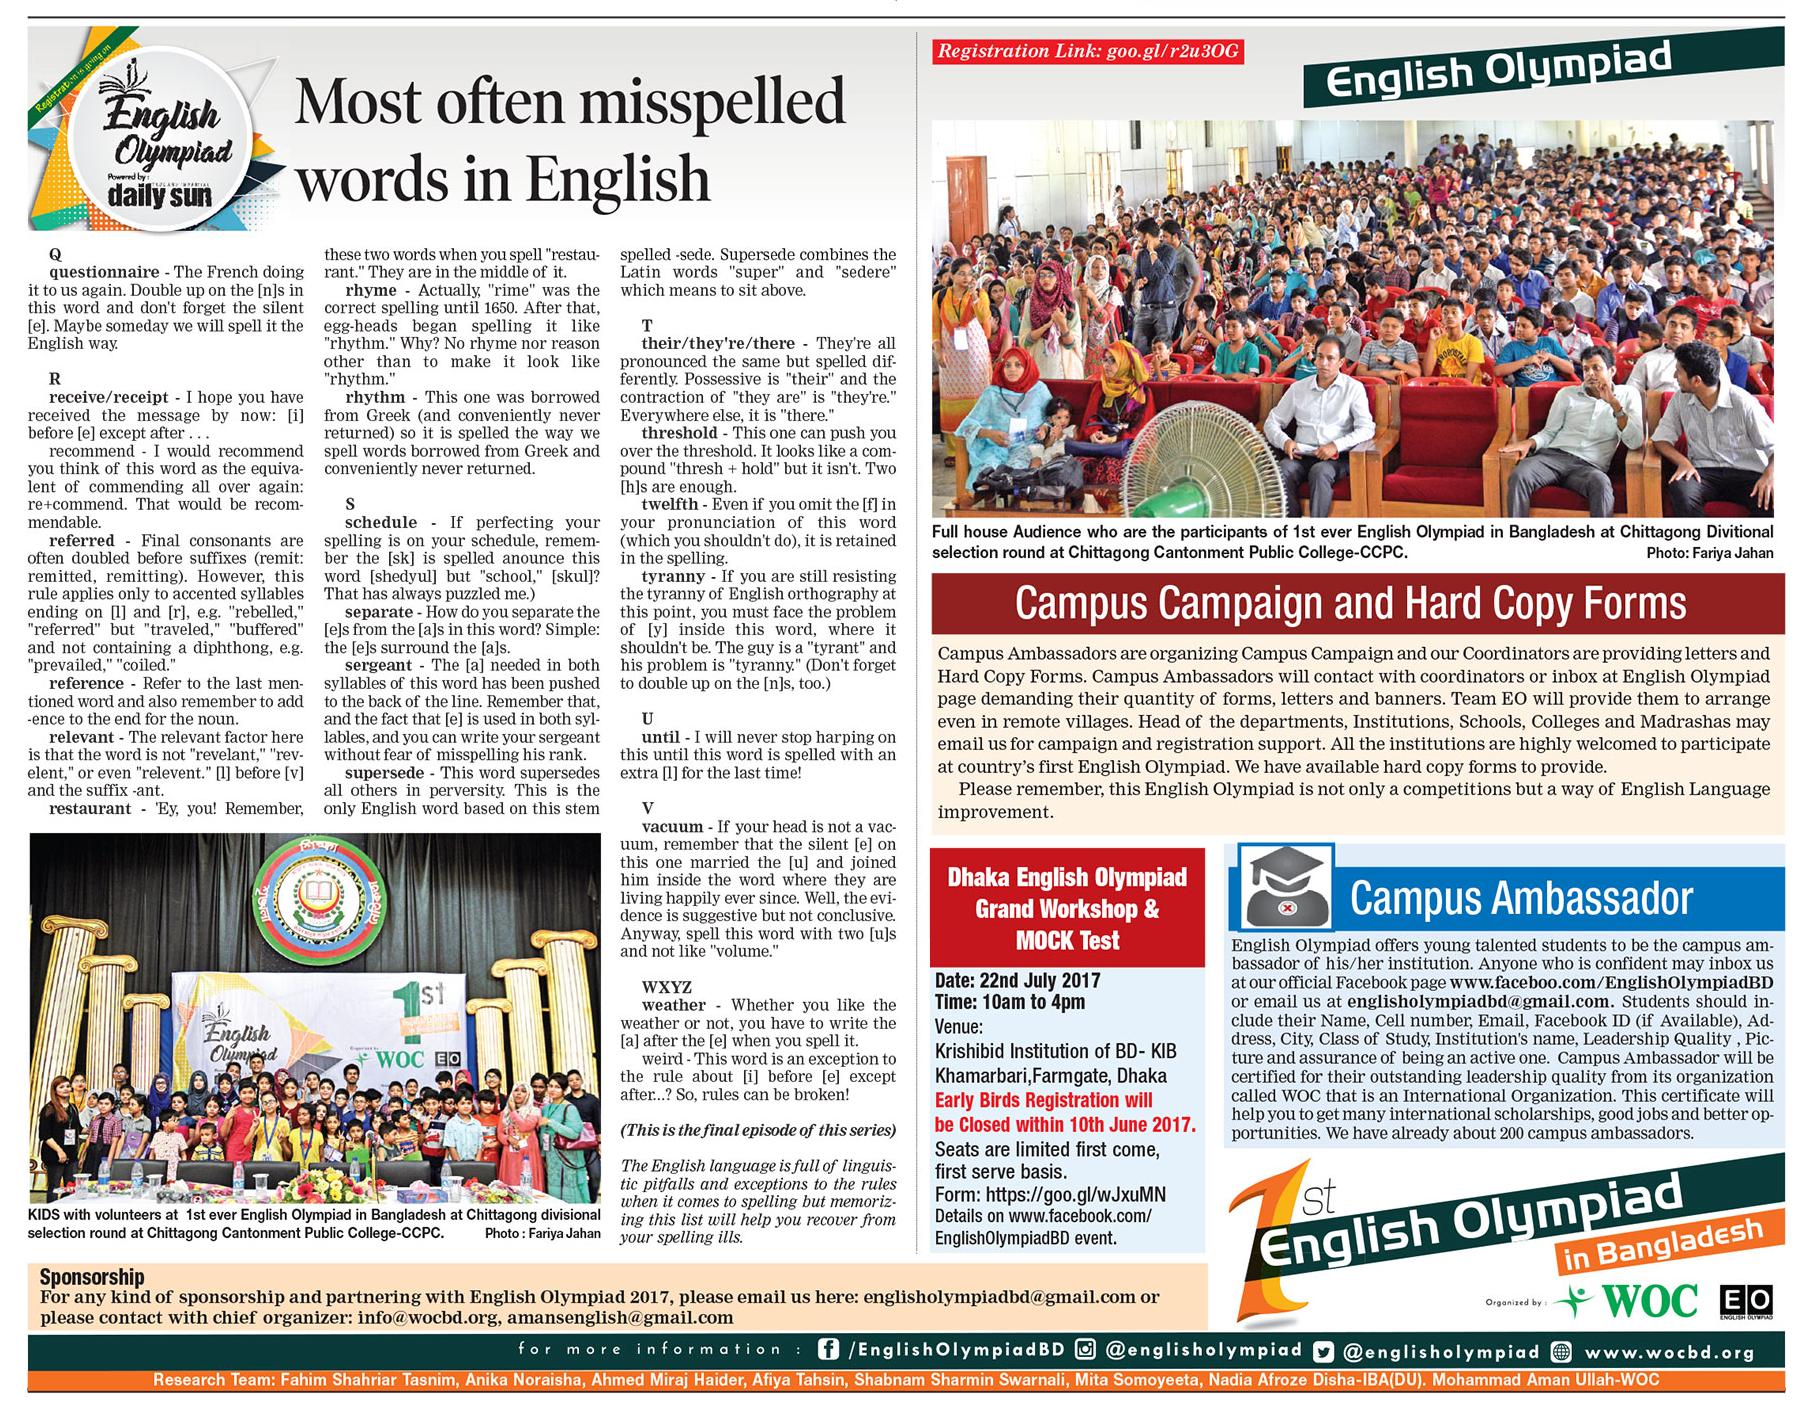 Registration is going on
English
Olympiad
Powered by :
daily sun
Most often misspelled
words in English
Q
questionnaire - The French doing
it to us again. Double up on the [n]s in
this word and don't forget the silent
[e]. Maybe someday we will spell it the
English way.
R
receive/receipt - I hope you have
received the message by now: [i]
before [e] except after . . .
recommend - I would recommend
you think of this word as the equiva-
lent of commending all over again:
re+commend. That would be recom-
mendable.
referred - Final consonants are
often doubled before suffixes (remit:
remitted, remitting). However, this
rule applies only to accented syllables
ending on [l] and [r], e.g. "rebelled,"
"referred" but "traveled," "buffered"
and not containing a diphthong, e.g.
"prevailed," "coiled."
reference - Refer to the last men-
tioned word and also remember to add
-ence to the end for the noun.
relevant - The relevant factor here
is that the word is not "revelant," "rev-
elent," or even "relevent." [l] before [v]
and the suffix -ant.
restaurant - 'Ey, you! Remember,
these two words when you spell "restau-
rant." They are in the middle of it.
rhyme - Actually, "rime" was the
correct spelling until 1650. After that,
egg-heads began spelling it like
"rhythm." Why? No rhyme nor reason
other than to make it look like
"rhythm."
rhythm - This one was borrowed
from Greek (and conveniently never
returned) so it is spelled the way we
spell words borrowed from Greek and
conveniently never returned.
S
schedule - If perfecting your
spelling is on your schedule, remem-
ber the [sk] is spelled anounce this
word [shedyul] but "school," [skul]?
That has always puzzled me.)
separate - How do you separate the
[e]s from the [a]s in this word? Simple:
the [e]s surround the [a]s.
sergeant - The [a] needed in both
syllables of this word has been pushed
to the back of the line. Remember that,
and the fact that [e] is used in both syl-
lables, and you can write your sergeant
without fear of misspelling his rank.
supersede - This word supersedes
all others in perversity. This is the
only English word based on this stem
spelled -sede. Supersede combines the
Latin words "super" and "sedere"
which means to sit above.
T
their/they're/there - They're all
pronounced the same but spelled dif-
ferently. Possessive is "their" and the
contraction of "they are" is "they're."
Everywhere else, it is "there."
threshold - This one can push you
over the threshold. It looks like a com-
pound "thresh + hold" but it isn't. Two
[h]s are enough.
twelfth - Even if you omit the [f] in
your pronunciation of this word
(which you shouldn't do), it is retained
in the spelling.
tyranny - If you are still resisting
the tyranny of English orthography at
this point, you must face the problem
of [y] inside this word, where it
shouldn't be. The guy is a "tyrant" and
his problem is "tyranny." (Don't forget
to double up on the [n]s, too.)
U
until - I will never stop harping on
this until this word is spelled with an
extra [l] for the last time!
V
vacuum - If your head is not a vac-
uum, remember that the silent [e] on
this one married the [u] and joined
him inside the word where they are
living happily ever since. Well, the evi-
dence is suggestive but not conclusive.
Anyway, spell this word with two [u]s
and not like "volume."
WXYZ
weather - Whether you like the
weather or not, you have to write the
[a] after the [e] when you spell it.
weird - This word is an exception to
the rule about [i] before [e] except
after...? So, rules can be broken!
(This is the final episode of this series)
The English language is full of linguis-
tic pitfalls and exceptions to the rules
when it comes to spelling but memoriz-
ing this list will help you recover from
your spelling ills.
1st
English
Olympiad
WOC EO
KIDS with volunteers at 1st ever English Olympiad in Bangladesh at Chittagong divisional
selection round at Chittagong Cantonment Public College-CCPC. Photo : Fariya Jahan
Registration Link: goo.gl/r2u3OG
English Olympiad
Full house Audience who are the participants of 1st ever English Olympiad in Bangladesh at Chittagong Divitional
selection round at Chittagong Cantonment Public College-CCPC. Photo: Fariya Jahan
Campus Campaign and Hard Copy Forms
Campus Ambassadors are organizing Campus Campaign and our Coordinators are providing letters and
Hard Copy Forms. Campus Ambassadors will contact with coordinators or inbox at English Olympiad
page demanding their quantity of forms, letters and banners. Team EO will provide them to arrange
even in remote villages. Head of the departments, Institutions, Schools, Colleges and Madrashas may
email us for campaign and registration support. All the institutions are highly welcomed to participate
at country's first English Olympiad. We have available hard copy forms to provide.
Please remember, this English Olympiad is not only a competitions but a way of English Language
improvement.
Dhaka English Olympiad
Grand Workshop &
MOCK Test
Date: 22nd July 2017
Time: 10am to 4pm
Venue:
Krishibid Institution of BD- KIB
Khamarbari,Farmgate, Dhaka
Early Birds Registration will
be Closed within 10th June 2017.
Seats are limited first come,
first serve basis.
Form: https://goo.gl/wJxuMN
Details on www.facebook.com/
EnglishOlympiadBD event.
Campus Ambassador
English Olympiad offers young talented students to be the campus am-
bassador of his/her institution. Anyone who is confident may inbox us
at our official Facebook page www.faceboo.com/EnglishOlympiadBD
or email us at englisholympiadbd@gmail.com. Students should in-
clude their Name, Cell number, Email, Facebook ID (if Available), Ad-
dress, City, Class of Study, Institution's name, Leadership Quality , Pic-
ture and assurance of being an active one. Campus Ambassador will be
certified for their outstanding leadership quality from its organization
called WOC that is an International Organization. This certificate will
help you to get many international scholarships, good jobs and better op-
portunities. We have already about 200 campus ambassadors.
1st
English Olympiad
in Bangladesh
Organized by : WOC EO
ENGLISH OLYMPIAD
Sponsorship
For any kind of sponsorship and partnering with English Olympiad 2017, please email us here: englisholympiadbd@gmail.com or
please contact with chief organizer: info@wocbd.org, amansenglish@gmail.com
for more information : /EnglishOlympiadBD @englisholympiad @englisholympiad www.wocbd.org
Research Team: Fahim Shahriar Tasnim, Anika Noraisha, Ahmed Miraj Haider, Afiya Tahsin, Shabnam Sharmin Swarnali, Mita Somoyeeta, Nadia Afroze Disha-IBA(DU). Mohammad Aman Ullah-WOC